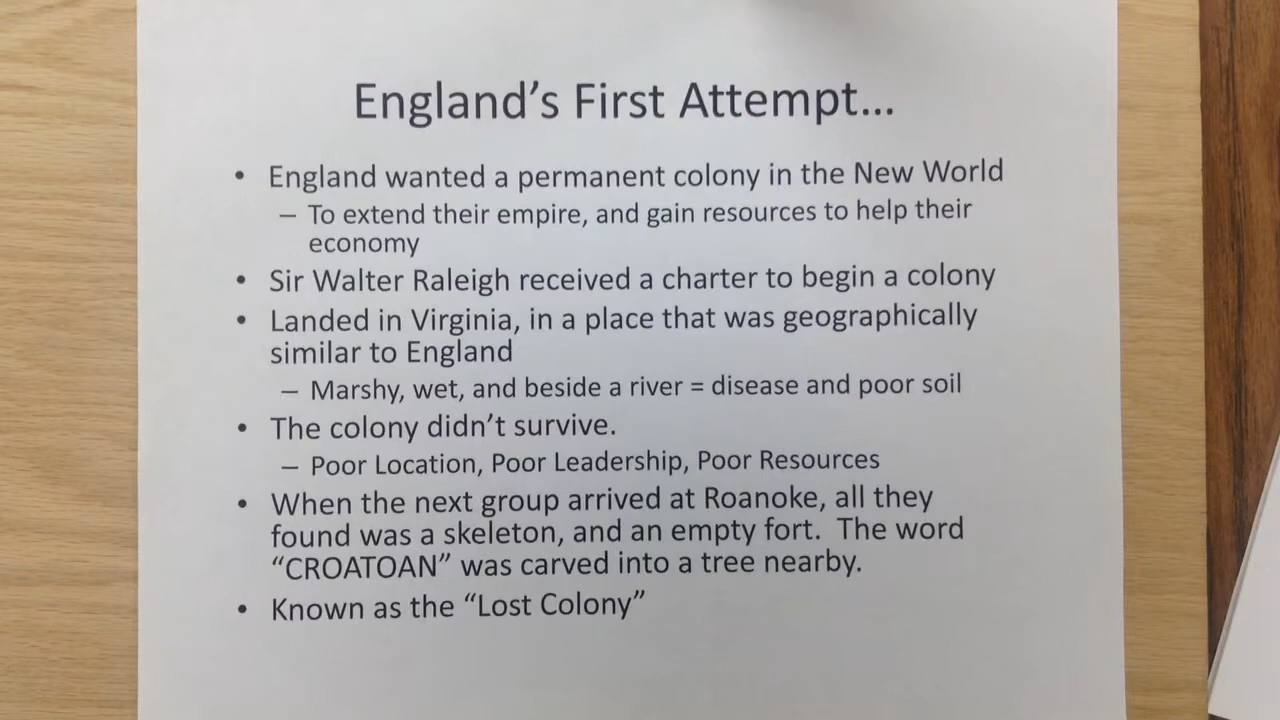 England’s First Attempt...
• England wanted a permanent colony in the New World
– To extend their empire, and gain resources to help their
economy
• Sir Walter Raleigh received a charter to begin a colony
• Landed in Virginia, in a place that was geographically
similar to England
– Marshy, wet, and beside a river = disease and poor soil
• The colony didn’t survive.
– Poor Location, Poor Leadership, Poor Resources
• When the next group arrived at Roanoke, all they
found was a skeleton, and an empty fort.  The word
“CROATOAN” was carved into a tree nearby.
• Known as the “Lost Colony”